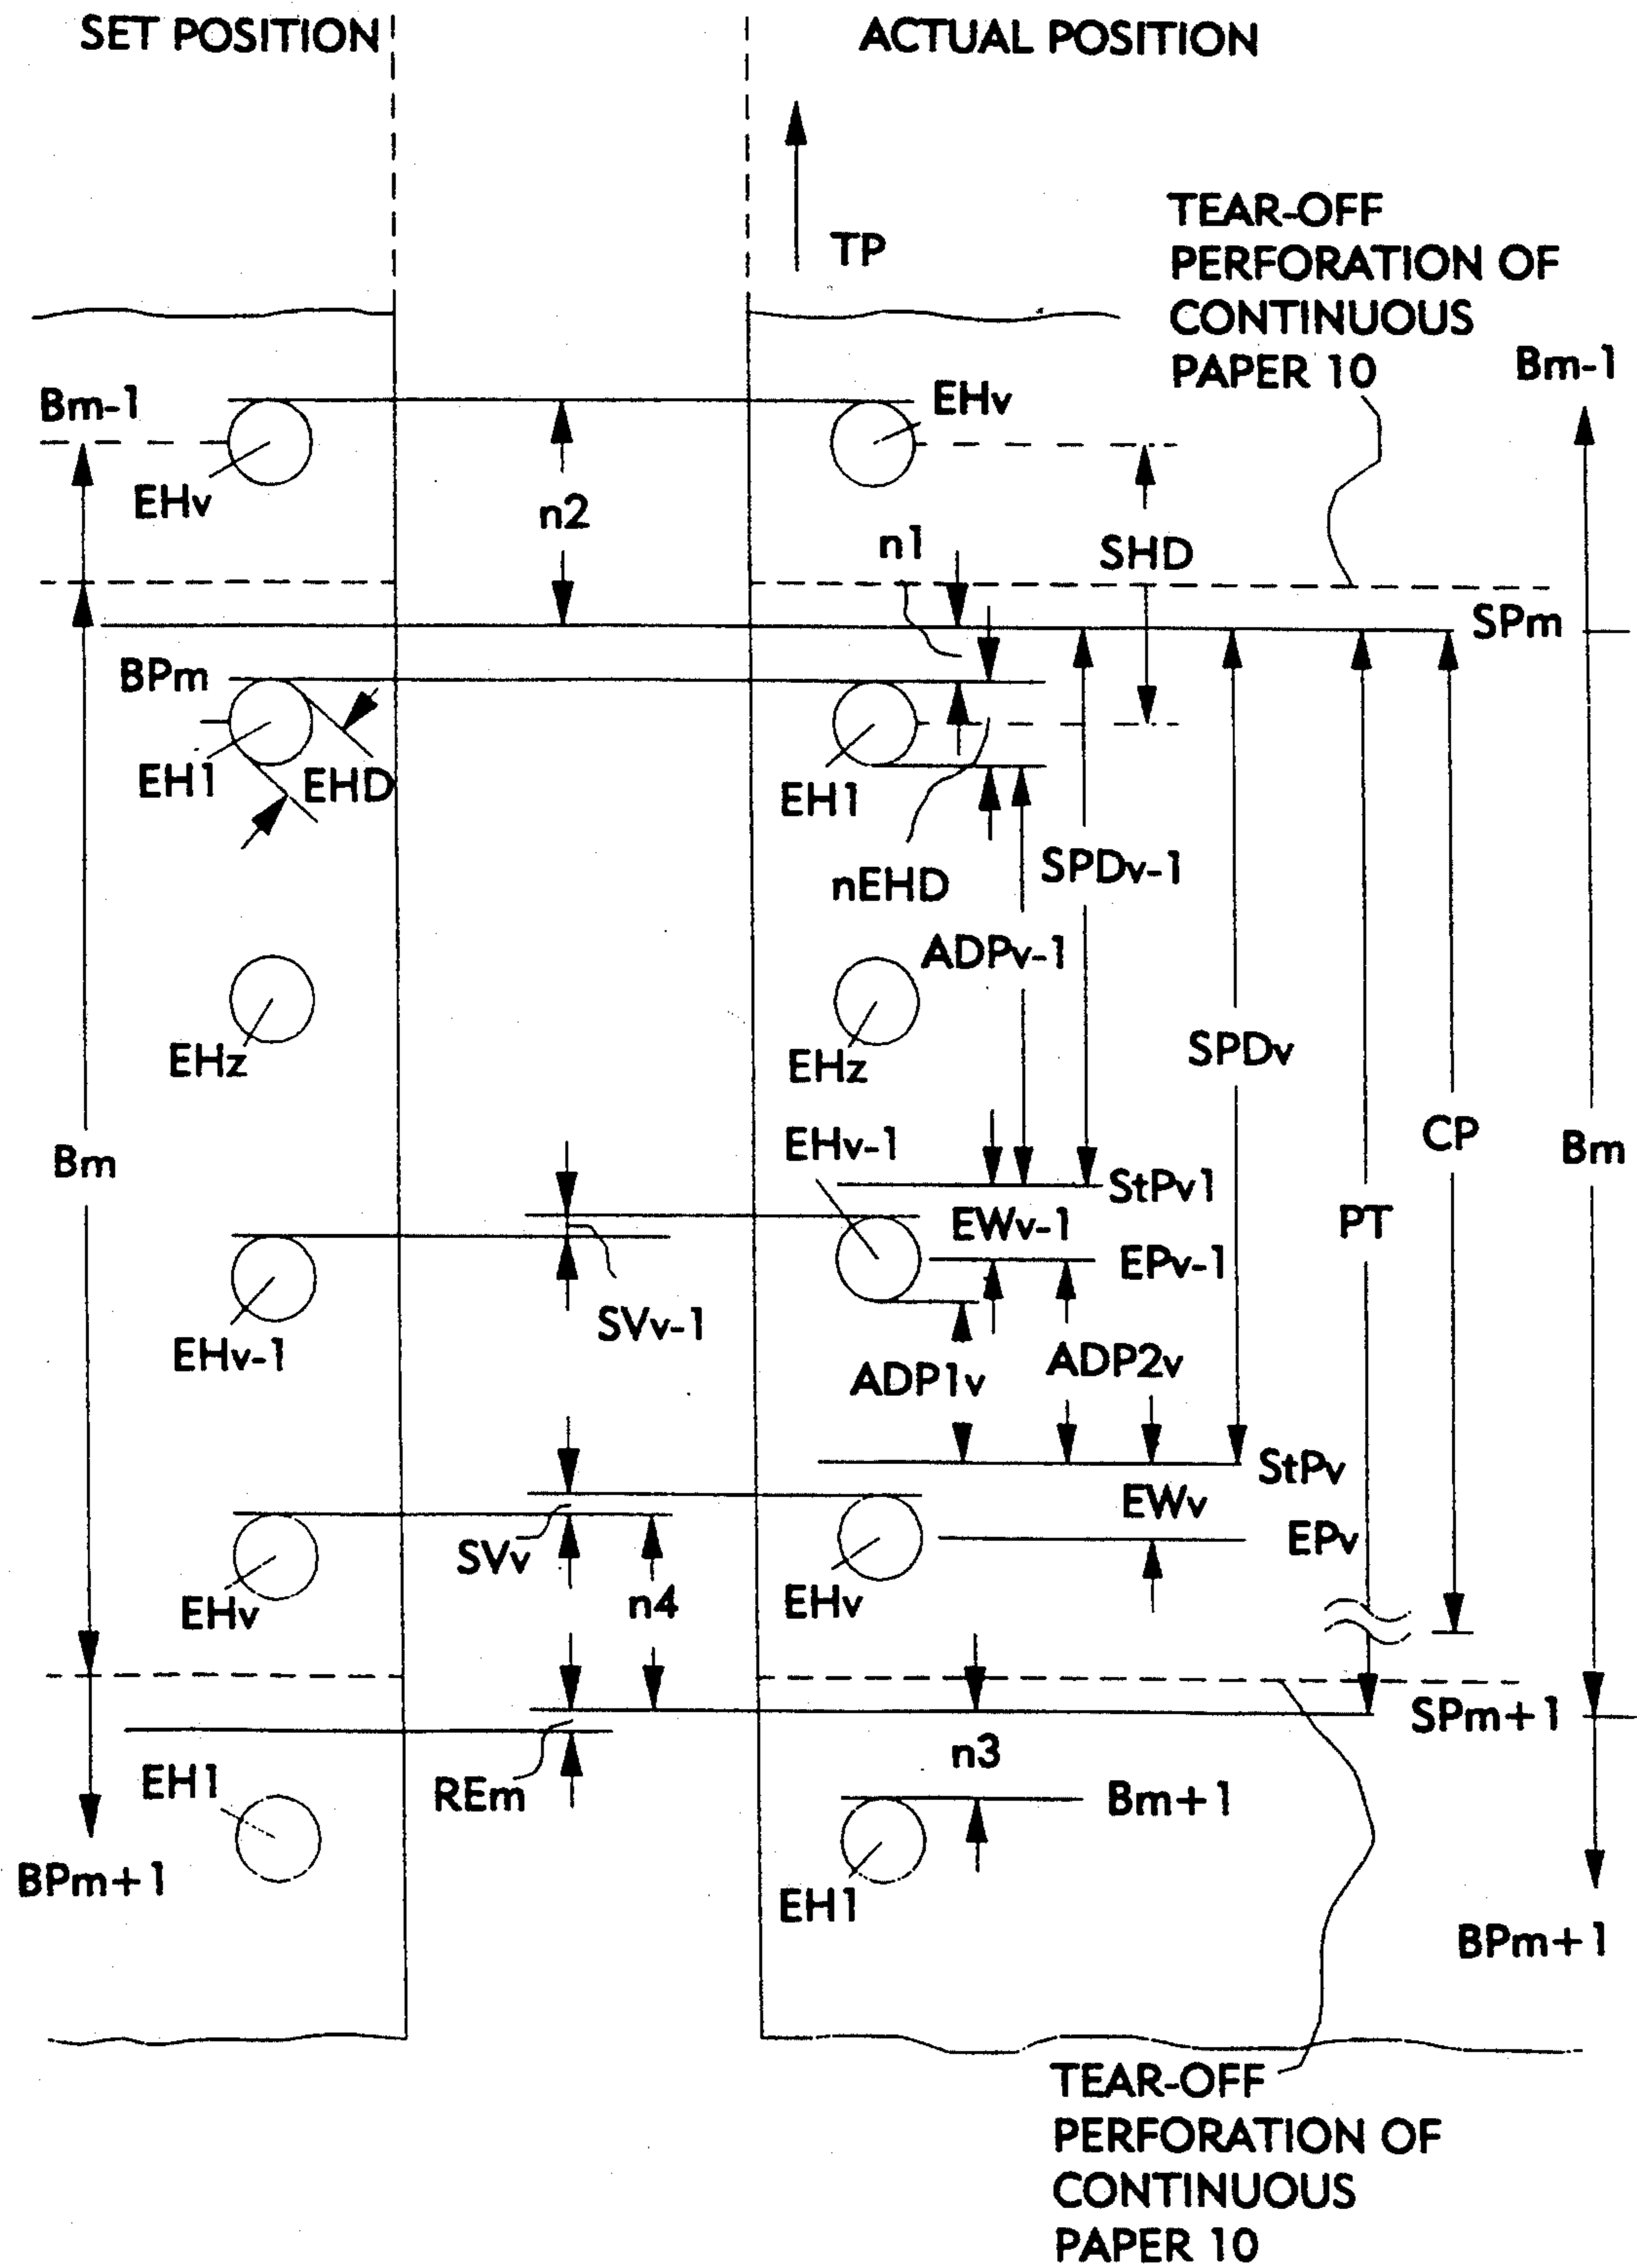 SET POSITION
ACTUAL POSITION
TP
TEAR-OFF
PERFORATION OF
CONTINUOUS
PAPER 10
Bm-1
Bm-1
EHv
EHv
n2
n1
SHD
SPm
BPm
EH1
EHD
EH1
nEHD
SPDv-1
ADPv-1
EHz
EHz
SPDv
EHv-1
CP
Bm
Bm
StPv1
EWv-1
PT
EPv-1
SVv-1
EHv-1
ADP1v
ADP2v
StPv
EWv
EPv
SVv
EHv
n4
EHv
SPm+1
n3
EH1
REm
Bm+1
BPm+1
EH1
BPm+1
TEAR-OFF
PERFORATION OF
CONTINUOUS
PAPER 10